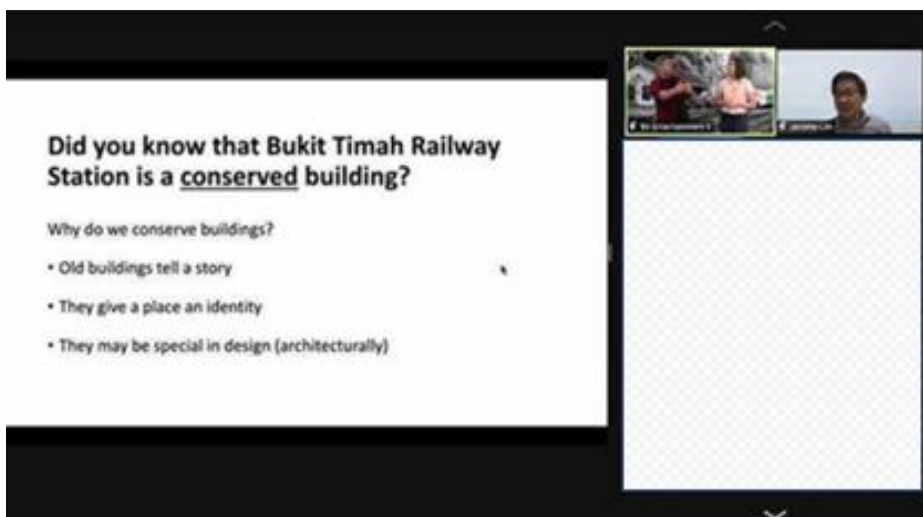 Did you know that Bukit Timah Railway
Station is a conserved building?
Why do we conserve buildings?
• Old buildings tell a story
• They give a place an identity
• They may be special in design (architecturally)